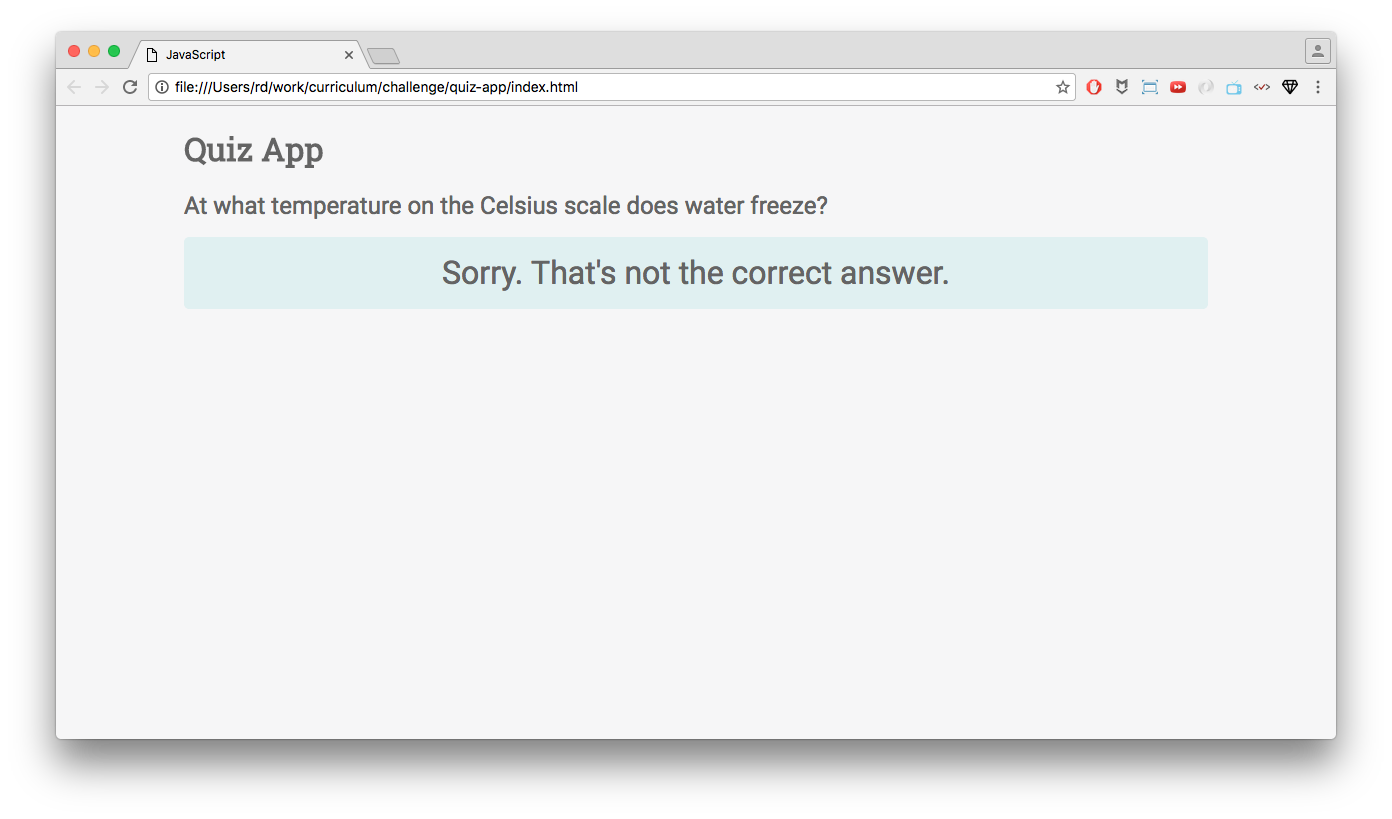 JavaScript
file:///Users/rd/work/curriculum/challenge/quiz-app/index.html
Quiz App
At what temperature on the Celsius scale does water freeze?
Sorry. That's not the correct answer.